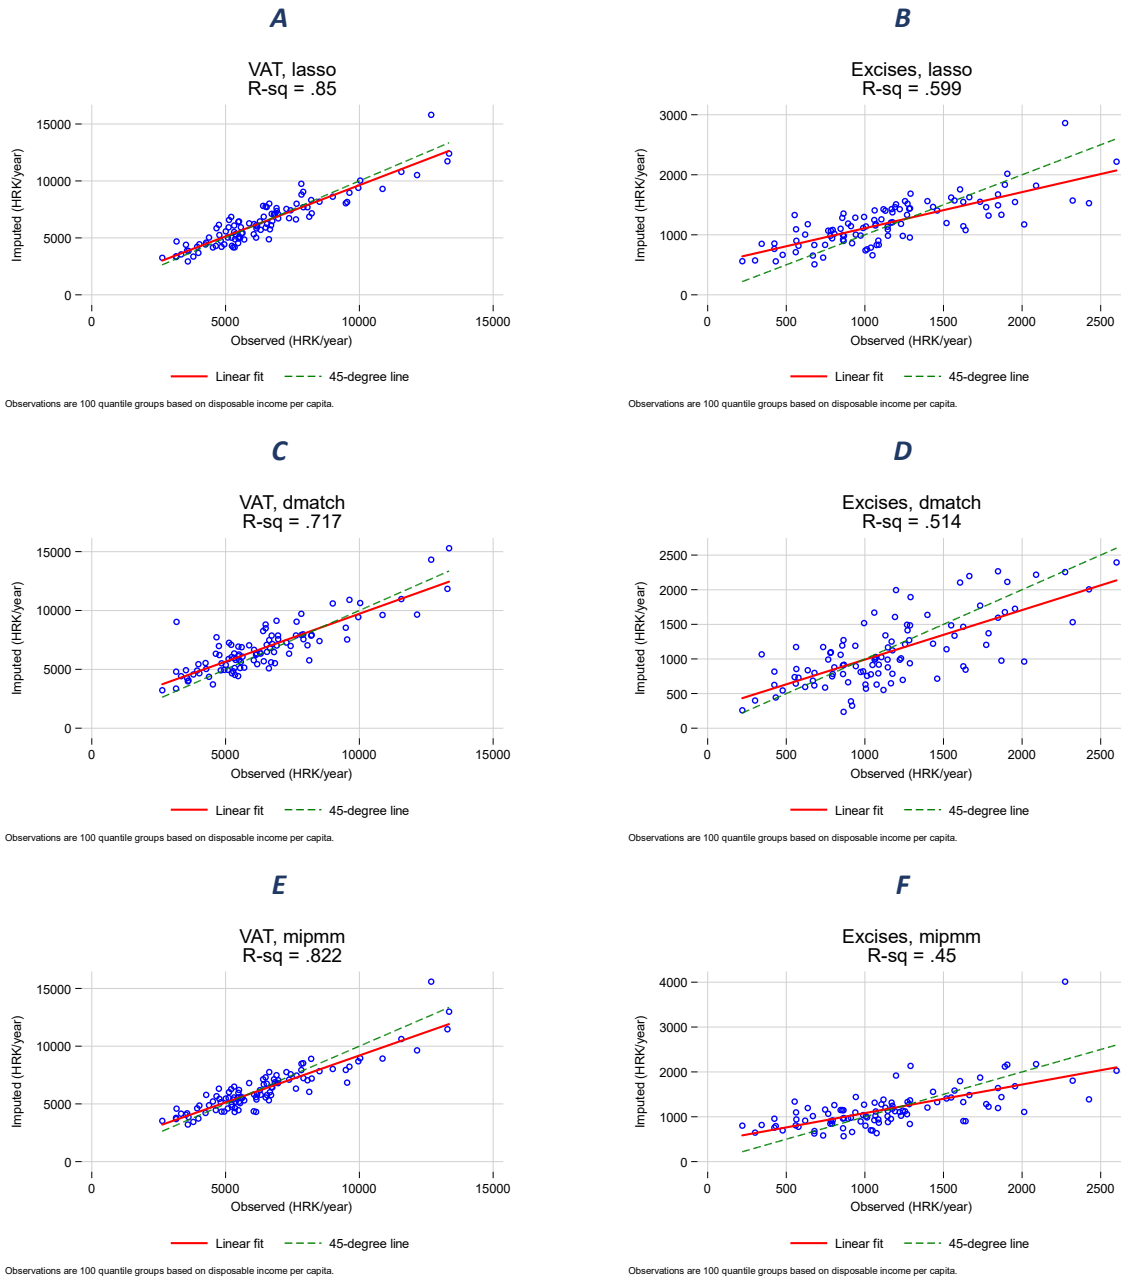 A
B
VAT, lasso
R-sq = .85
Imputed (HRK/year)
15000
10000
5000
0
0
5000
10000
15000
Observed (HRK/year)
Linear fit
45-degree line
Observations are 100 quantile groups based on disposable income per capita.
Excises, lasso
R-sq = .599
Imputed (HRK/year)
3000
2000
1000
0
0
500
1000
1500
2000
2500
Observed (HRK/year)
Linear fit
45-degree line
Observations are 100 quantile groups based on disposable income per capita.
C
D
VAT, dmatch
R-sq = .717
Imputed (HRK/year)
15000
10000
5000
0
0
5000
10000
15000
Observed (HRK/year)
Linear fit
45-degree line
Observations are 100 quantile groups based on disposable income per capita.
Excises, dmatch
R-sq = .514
Imputed (HRK/year)
2500
2000
1500
1000
500
0
0
500
1000
1500
2000
2500
Observed (HRK/year)
Linear fit
45-degree line
Observations are 100 quantile groups based on disposable income per capita.
E
F
VAT, mipmm
R-sq = .822
Imputed (HRK/year)
15000
10000
5000
0
0
5000
10000
15000
Observed (HRK/year)
Linear fit
45-degree line
Observations are 100 quantile groups based on disposable income per capita.
Excises, mipmm
R-sq = .45
Imputed (HRK/year)
4000
3000
2000
1000
0
0
500
1000
1500
2000
2500
Observed (HRK/year)
Linear fit
45-degree line
Observations are 100 quantile groups based on disposable income per capita.